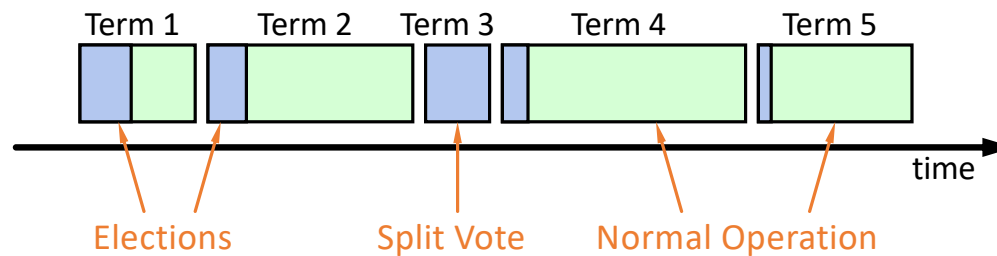 Term 1 Term 2 Term 3 Term 4 Term 5
time
Elections Split Vote Normal Operation